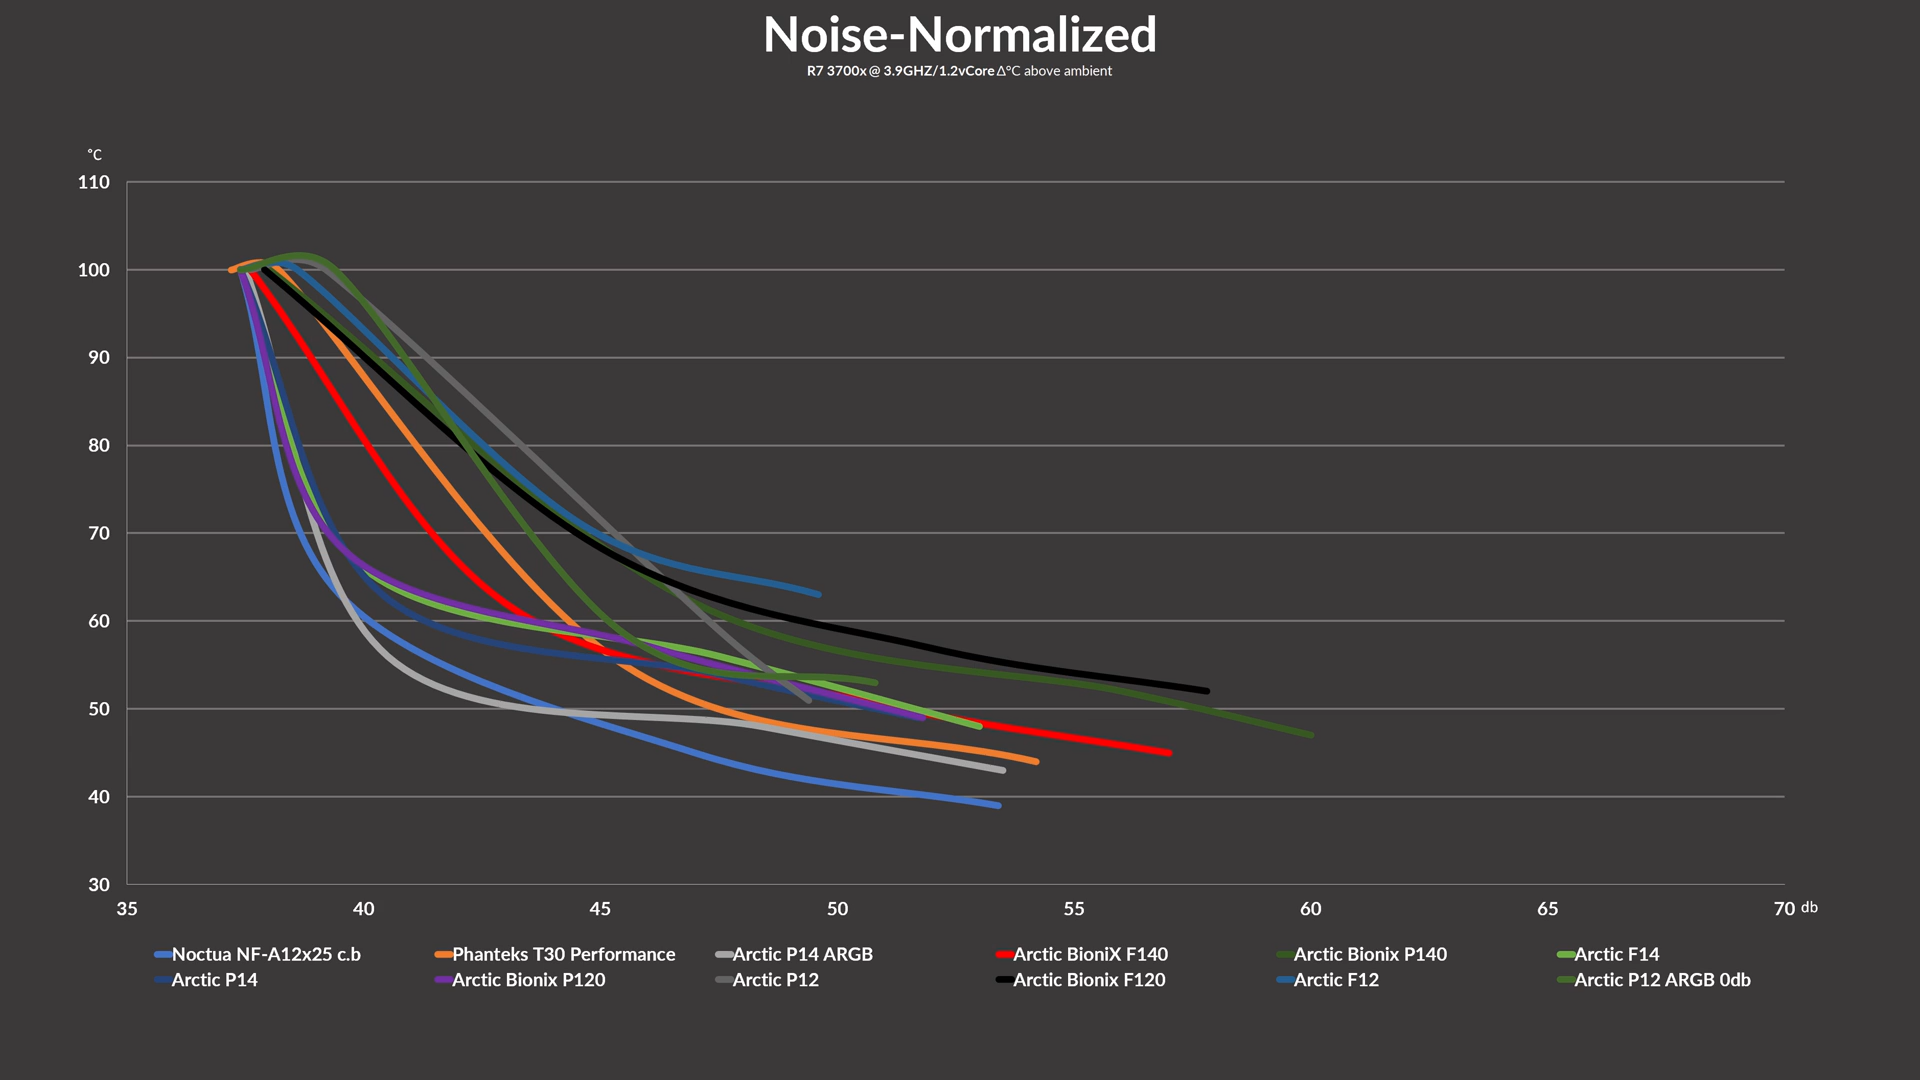 Noise-Normalized
R7 3700x @ 3.9GHZ/1.2vCore Δ°C above ambient
°C
110
100
90
80
70
60
50
40
30
35 40 45 50 55 60 65 70 db
Noctua NF-A12x25 c.b Phanteks T30 Performance Arctic P14 ARGB Arctic BioniX F140 Arctic Bionix P140 Arctic F14
Arctic P14 Arctic Bionix P120 Arctic P12 Arctic Bionix F120 Arctic F12 Arctic P12 ARGB 0db